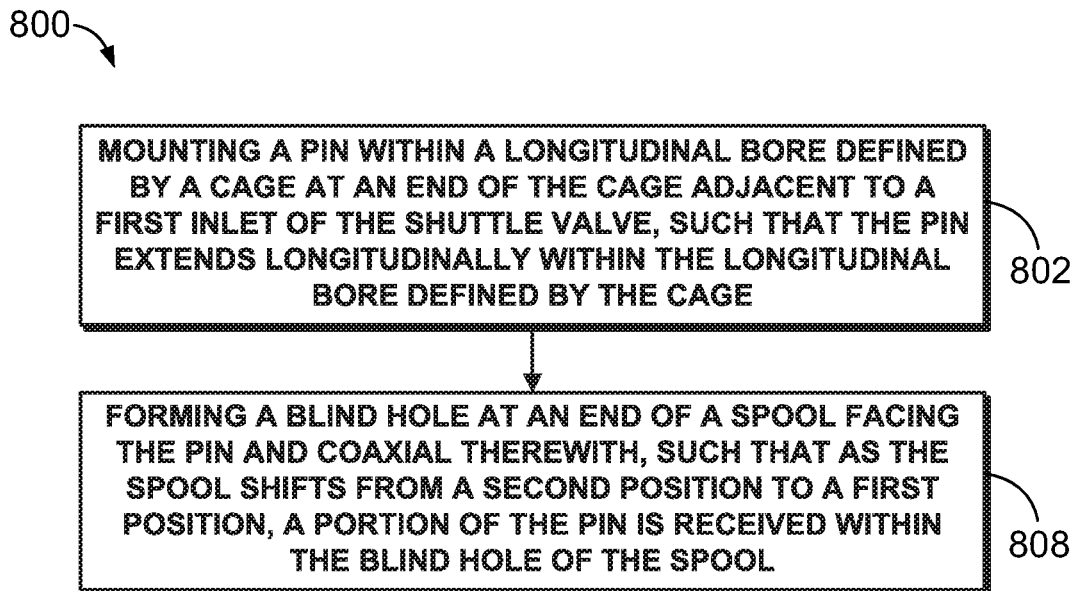 800
MOUNTING A PIN WITHIN A LONGITUDINAL BORE DEFINED
BY A CAGE AT AN END OF THE CAGE ADJACENT TO A
FIRST INLET OF THE SHUTTLE VALVE, SUCH THAT THE PIN
EXTENDS LONGITUDINALLY WITHIN THE LONGITUDINAL
BORE DEFINED BY THE CAGE
802
FORMING A BLIND HOLE AT AN END OF A SPOOL FACING
THE PIN AND COAXIAL THEREWITH, SUCH THAT AS THE
SPOOL SHIFTS FROM A SECOND POSITION TO A FIRST
POSITION, A PORTION OF THE PIN IS RECEIVED WITHIN
THE BLIND HOLE OF THE SPOOL
808